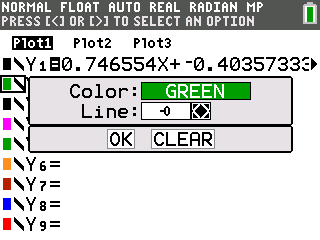 NORMAL FLOAT AUTO REAL RADIAN MP
PRESS [<] OR [>] TO SELECT AN OPTION
Plot1 Plot2 Plot3
Y1=0.746554X+-0.40357333
Color: GREEN
Line: -0
OK CLEAR
Y6=
Y7=
Y8=
Y9=